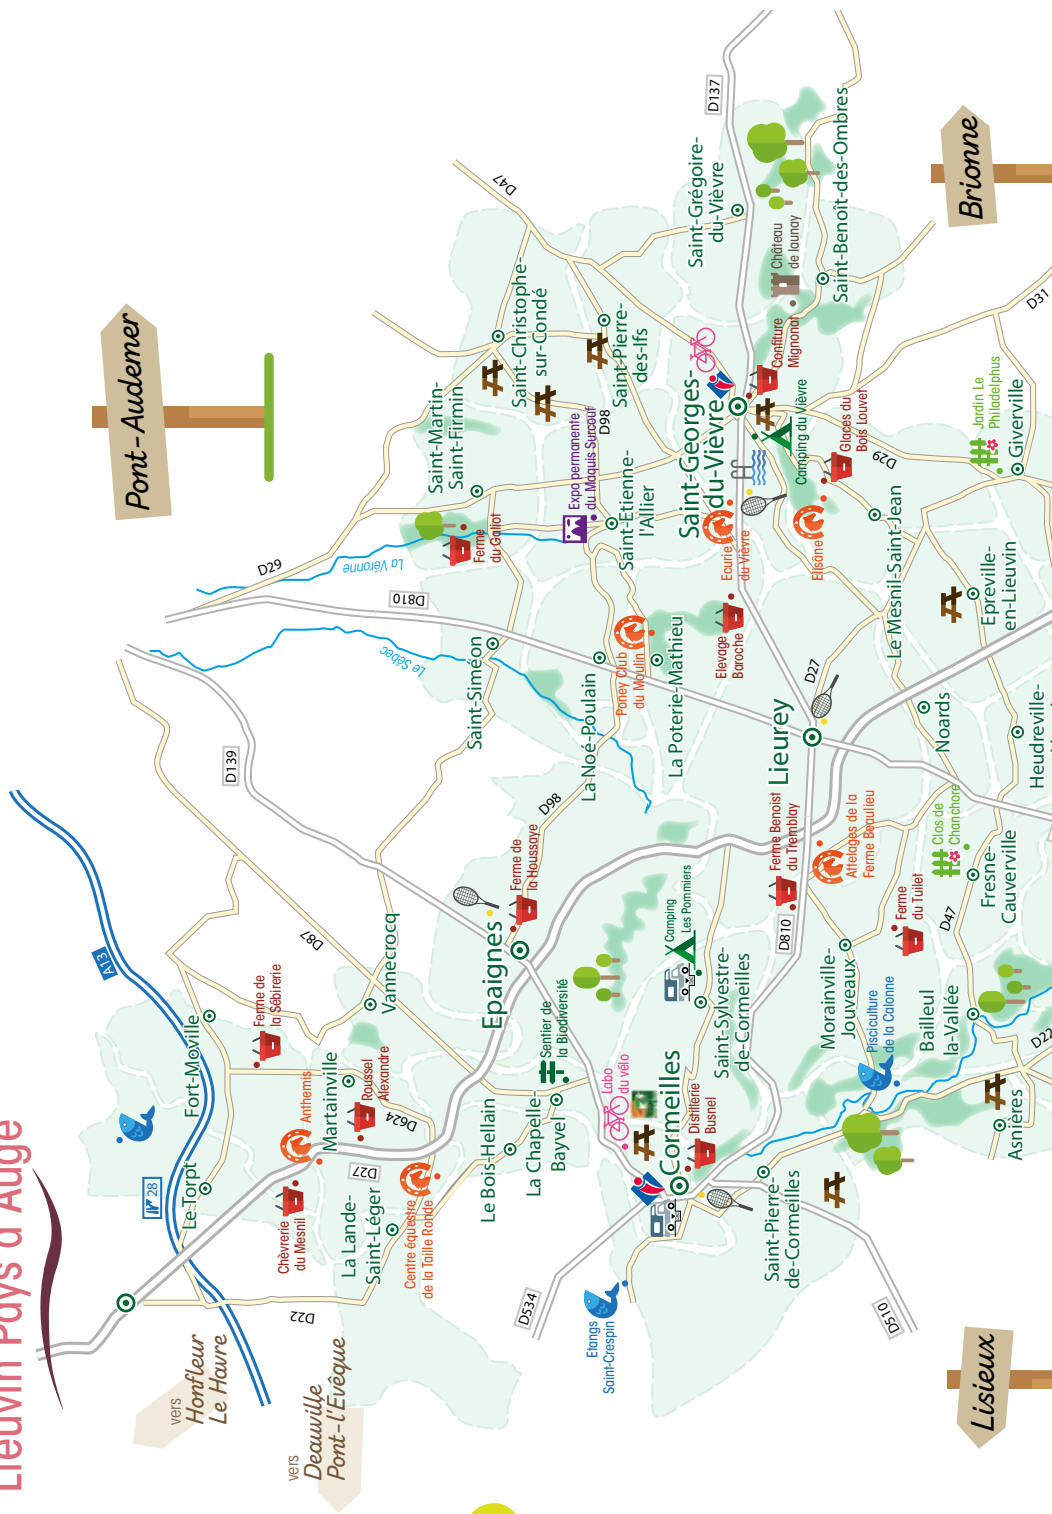 Lieuvin Pays d'Auge
vers
Honfleur
Le Havre
vers
Deauville
Pont-l'Evêque
Pont-Audemer
Brionne
Lisieux
A13
28
D22
D27
D624
D87
D139
D98
D29
D810
D47
D98
D137
D29
D31
D27
D810
D47
D22
D534
D510
La Véronne
Le Sébec
Le Torpt
Fort-Moville
Ferme de
la Sébirerie
Vannecrocq
Anthemis
Martainville
Roussel
Alexandre
Chèvrerie
du Mesnil
La Lande-
Saint-Léger
Centre équestre
de la Taille Ronde
Le Bois-Hellain
La Chapelle-
Bayvel
Sentier de
la Biodiversité
Epaignes
Ferme de
la Houssaye
Saint-Siméon
La-Noé-Poulain
Poney Club
du Moulin
La Poterie-Mathieu
Saint-Martin-
Saint-Firmin
Ferme
du Galiot
Saint-Christophe-
sur-Condé
Expo permanente
du Maquis Surcouf
Saint-Etienne-
l'Allier
Saint-Pierre-
des-Ifs
Saint-Georges-
du-Vièvre
Saint-Grégoire-
du-Vièvre
Château
de launay
Saint-Benoît-des-Ombres
Confiture
Mignonat
Camping du Vièvre
Glaces du
Bois Louvet
Ecurie
du Vièvre
Elisâne
Elevage
Baroche
Jardin Le
Philadelphus
Giverville
Le Mesnil-Saint-Jean
Epreville-
en-Lieuvin
Lieurey
Noards
Heudreville-
Ferme Benoist
du Tremblay
Attelages de la
Ferme Beaulieu
Clos de
Chanchore
Fresne-
Cauverville
Ferme
du Tuilet
Camping
Les Pommiers
Saint-Sylvestre-
de-Cormeilles
Morainville-
Jouveaux
Pisciculture
de la Calonne
Bailleul
la-Vallée
Asnières
Labo
du vélo
Cormeilles
Distillerie
Busnel
Saint-Pierre-
de-Cormeilles
Etangs
Saint-Crespin